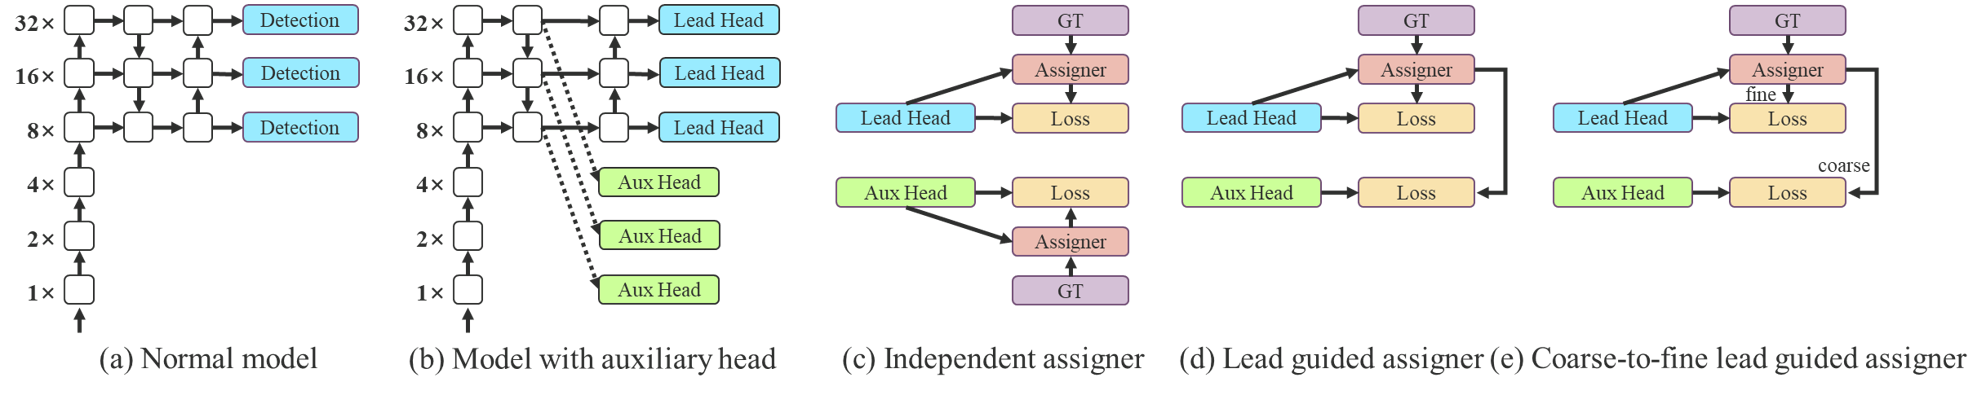 32×
Detection
16×
Detection
8×
Detection
4×
2×
1×
(a) Normal model
32×
Lead Head
16×
Lead Head
8×
Lead Head
4×
Aux Head
2×
Aux Head
1×
Aux Head
(b) Model with auxiliary head
GT
Assigner
Lead Head
Loss
Aux Head
Loss
Assigner
GT
(c) Independent assigner
GT
Assigner
Lead Head
Loss
Aux Head
Loss
(d) Lead guided assigner
GT
Assigner
fine
Lead Head
Loss
coarse
Aux Head
Loss
(e) Coarse-to-fine lead guided assigner